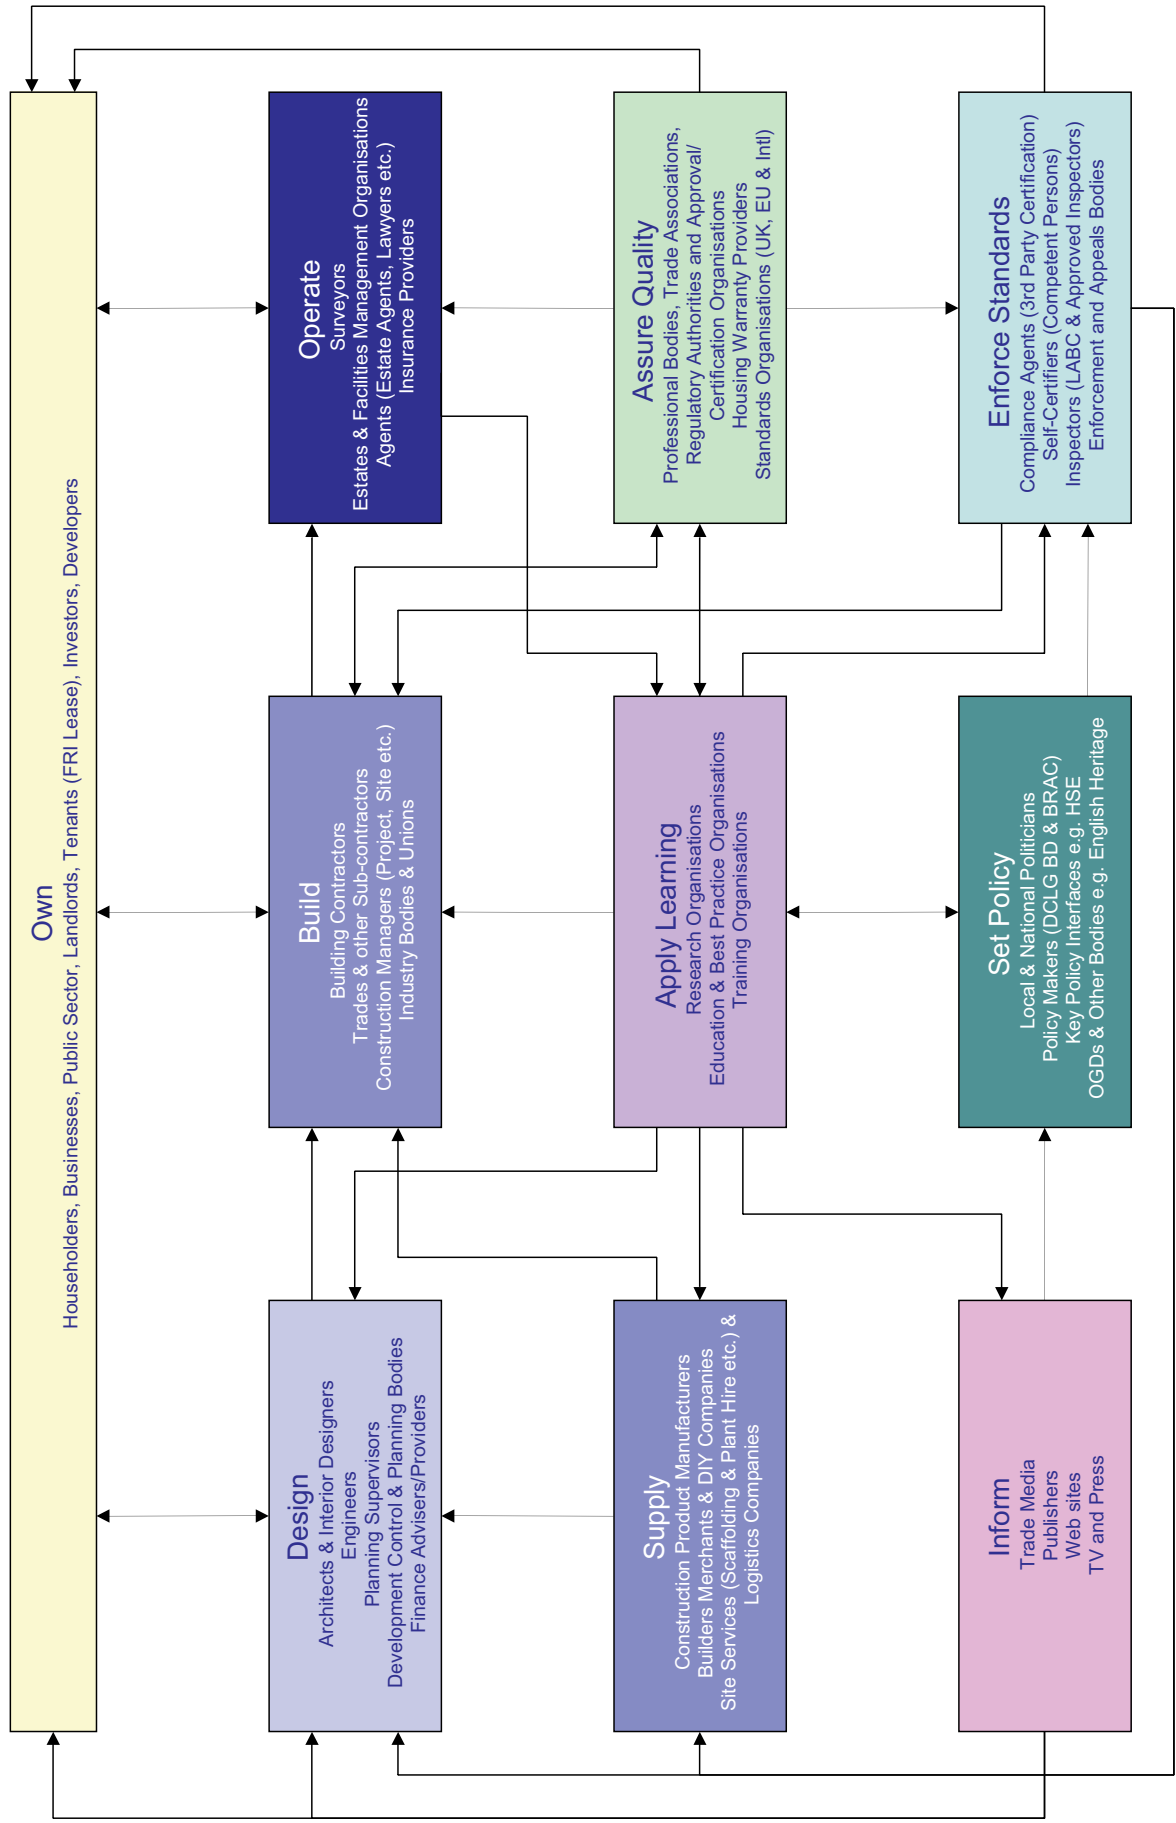 Own
Householders, Businesses, Public Sector, Landlords, Tenants (FRI Lease), Investors, Developers
Design
Architects & Interior Designers
Engineers
Planning Supervisors
Development Control & Planning Bodies
Finance Advisers/Providers
Build
Building Contractors
Trades & other Sub-contractors
Construction Managers (Project, Site etc.)
Industry Bodies & Unions
Operate
Surveyors
Estates & Facilities Management Organisations
Agents (Estate Agents, Lawyers etc.)
Insurance Providers
Supply
Construction Product Manufacturers
Builders Merchants & DIY Companies
Site Services (Scaffolding & Plant Hire etc.) &
Logistics Companies
Apply Learning
Research Organisations
Education & Best Practice Organisations
Training Organisations
Assure Quality
Professional Bodies, Trade Associations,
Regulatory Authorities and Approval/
Certification Organisations
Housing Warranty Providers
Standards Organisations (UK, EU & Intl)
Inform
Trade Media
Publishers
Web sites
TV and Press
Set Policy
Local & National Politicians
Policy Makers (DCLG BD & BRAC)
Key Policy Interfaces e.g. HSE
OGDs & Other Bodies e.g. English Heritage
Enforce Standards
Compliance Agents (3rd Party Certification)
Self-Certifiers (Competent Persons)
Inspectors (LABC & Approved Inspectors)
Enforcement and Appeals Bodies